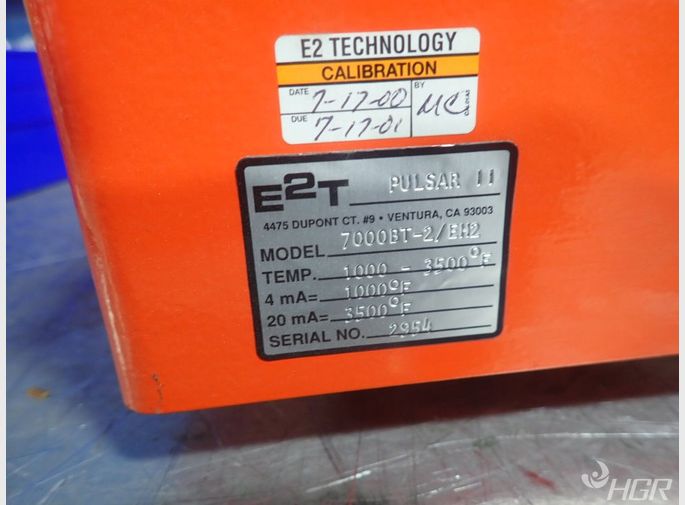 E2 TECHNOLOGY
CALIBRATION
DATE 7-17-00 BY MC
DUE 7-17-01
E2T PULSAR II
4475 DUPONT CT. #9 • VENTURA, CA 93003
MODEL 7000BT-2/EH2
TEMP. 1000 - 3500°F
4 mA= 1000°F
20 mA= 3500°F
SERIAL NO. 2954
HGR